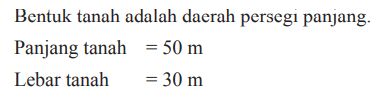 Bentuk tanah adalah daerah persegi panjang.
Panjang tanah = 50 m
Lebar tanah = 30 m